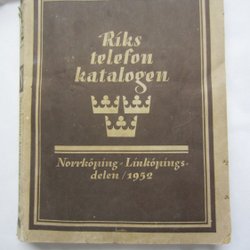 Riks
telefon
katalogen
Norrköping-Linköpings-
delen/1952